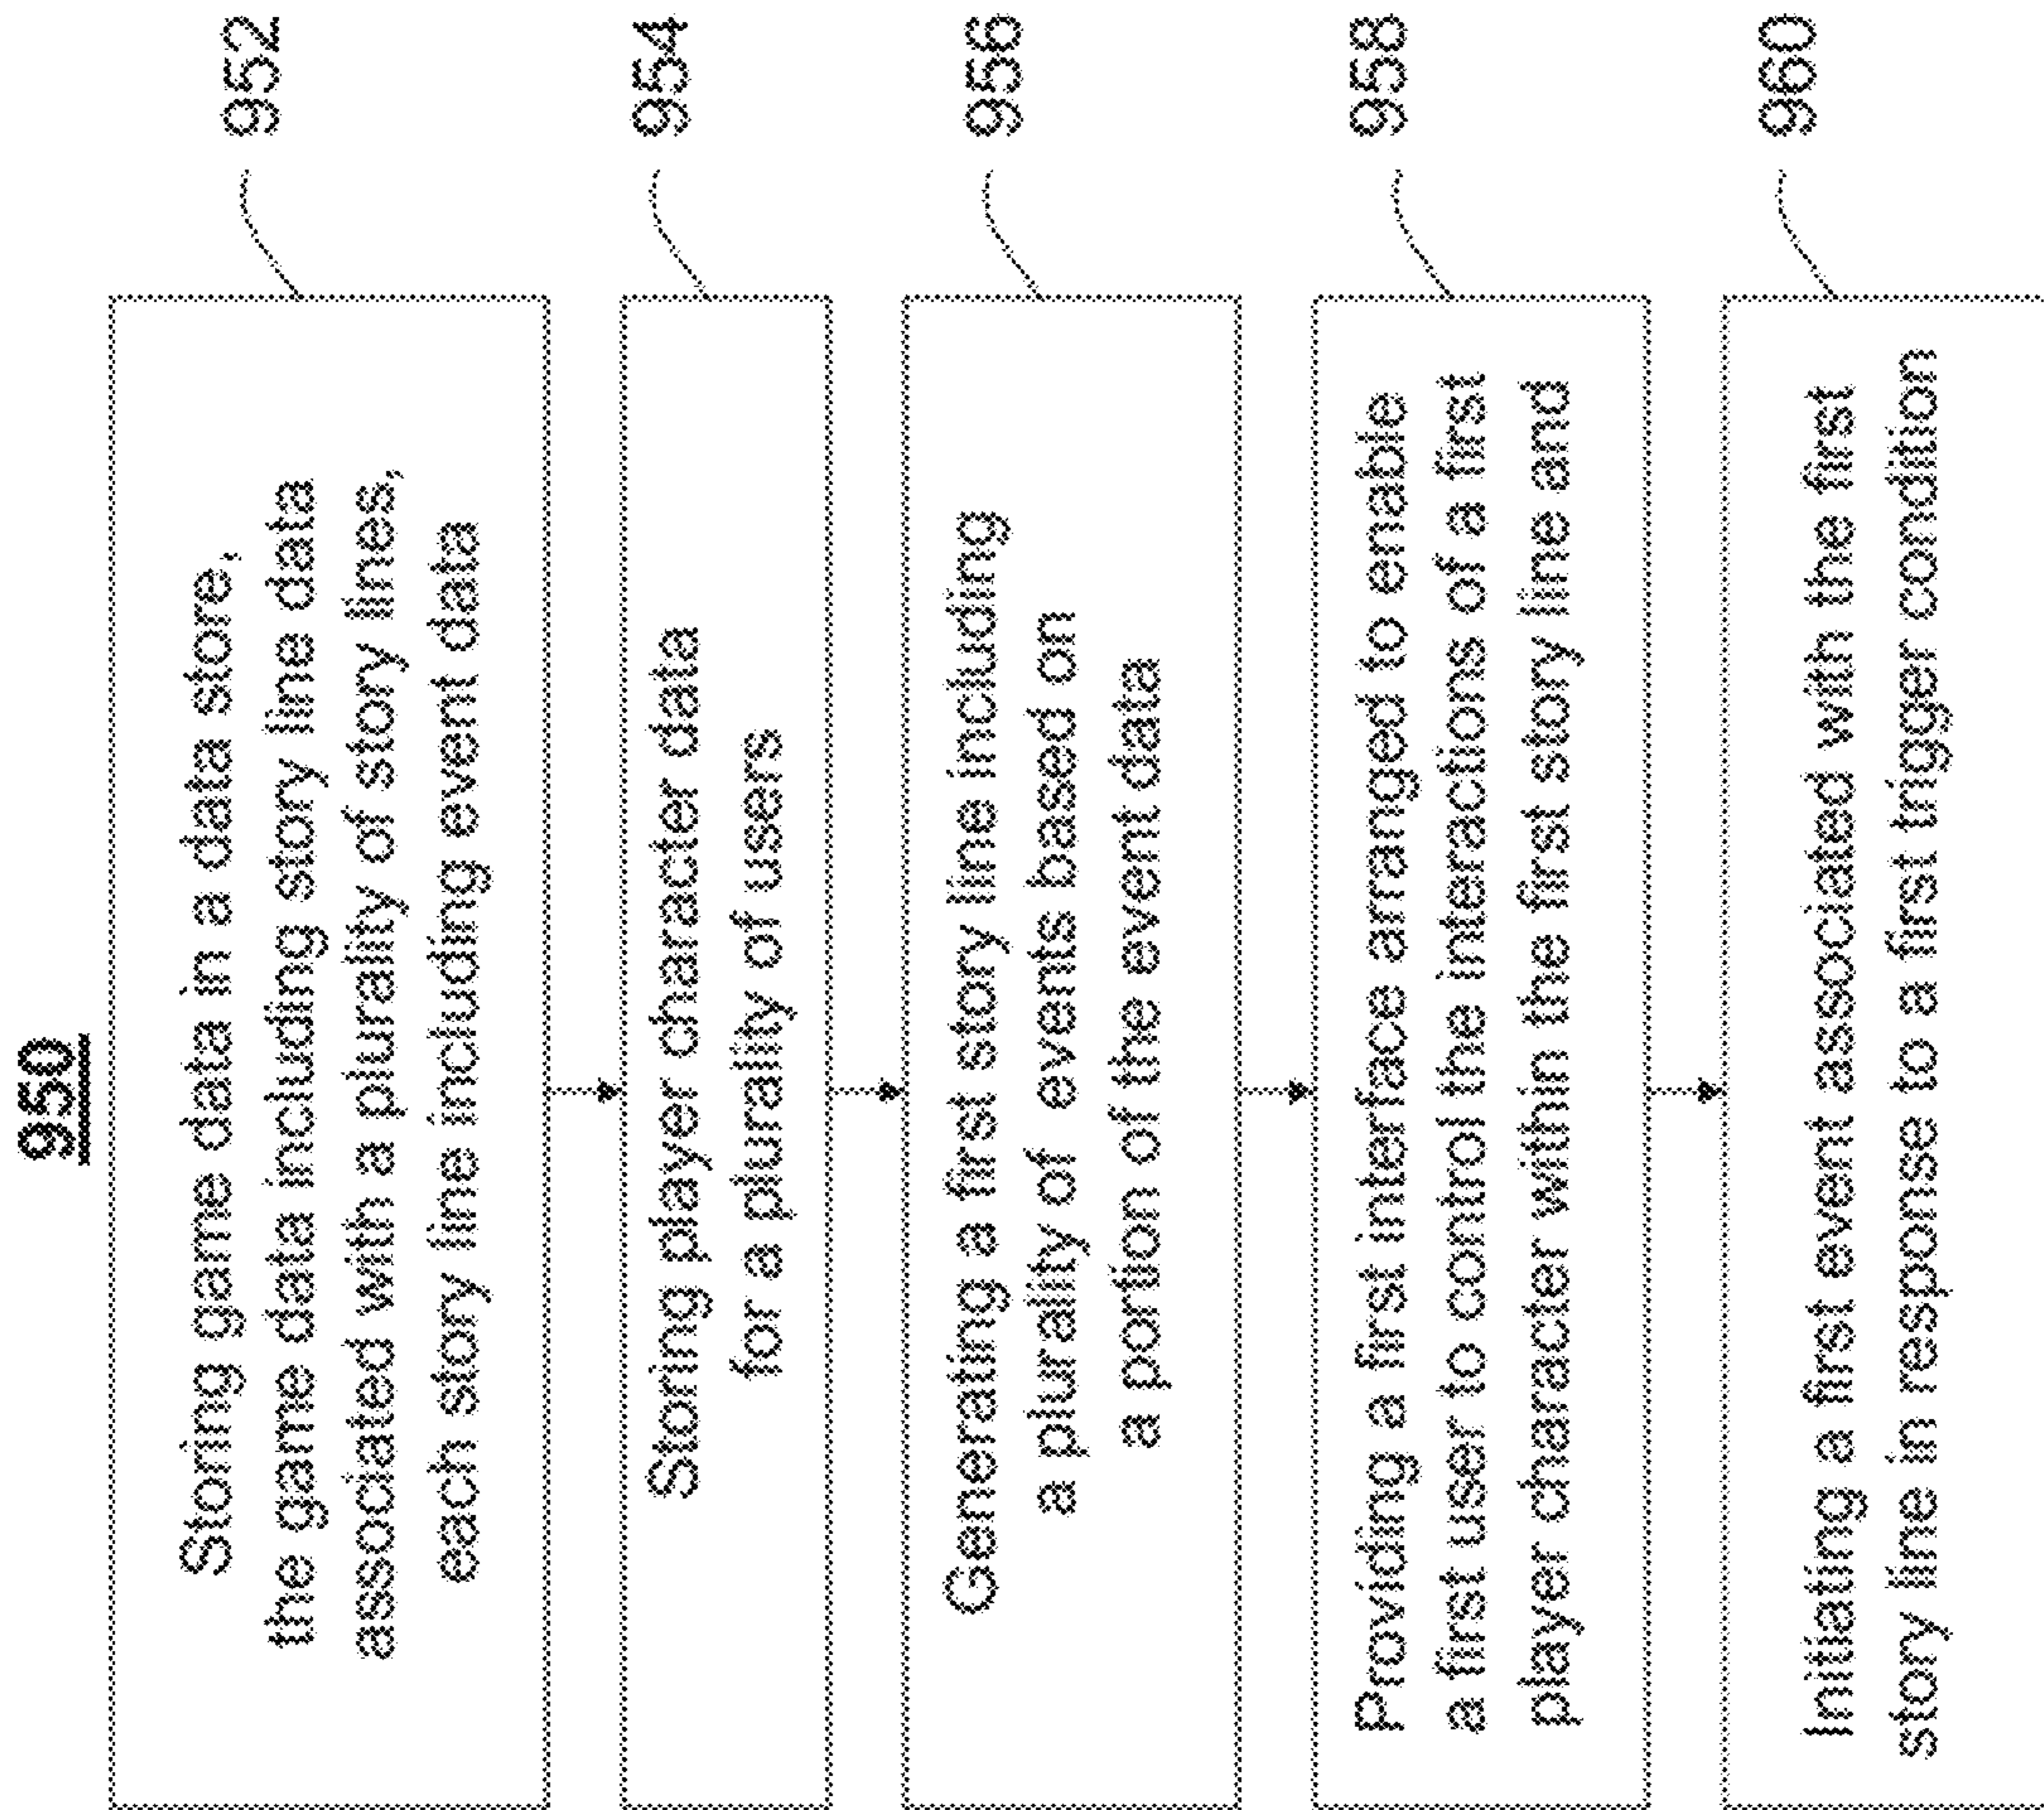 950
Storing game data in a data store,
the game data including story line data
associated with a plurality of story lines,
each story line including event data
952
Storing player character data
for a plurality of users
954
Generating a first story line including
a plurality of events based on
a portion of the event data
956
Providing a first interface arranged to enable
a first user to control the interactions of a first
player character within the first story line and
958
Initiating a first event associated with the first
story line in response to a first trigger condition
960